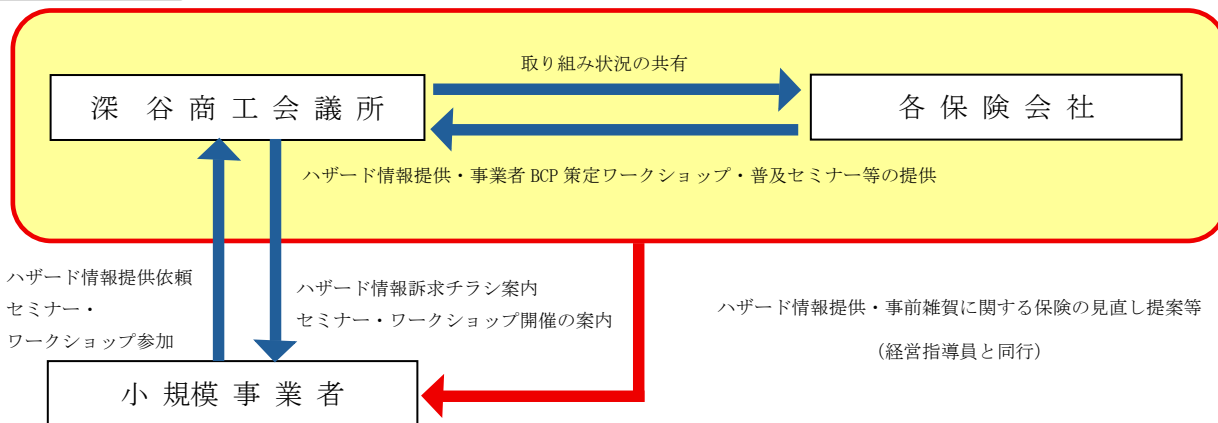 取り組み状況の共有
深谷商工会議所
各保険会社
ハザード情報提供・事業者 BCP 策定ワークショップ・普及セミナー等の提供
ハザード情報提供依頼
セミナー・
ワークショップ参加
ハザード情報訴求チラシ案内
セミナー・ワークショップ開催の案内
ハザード情報提供・事前雑賀に関する保険の見直し提案等
（経営指導員と同行）
小規模事業者